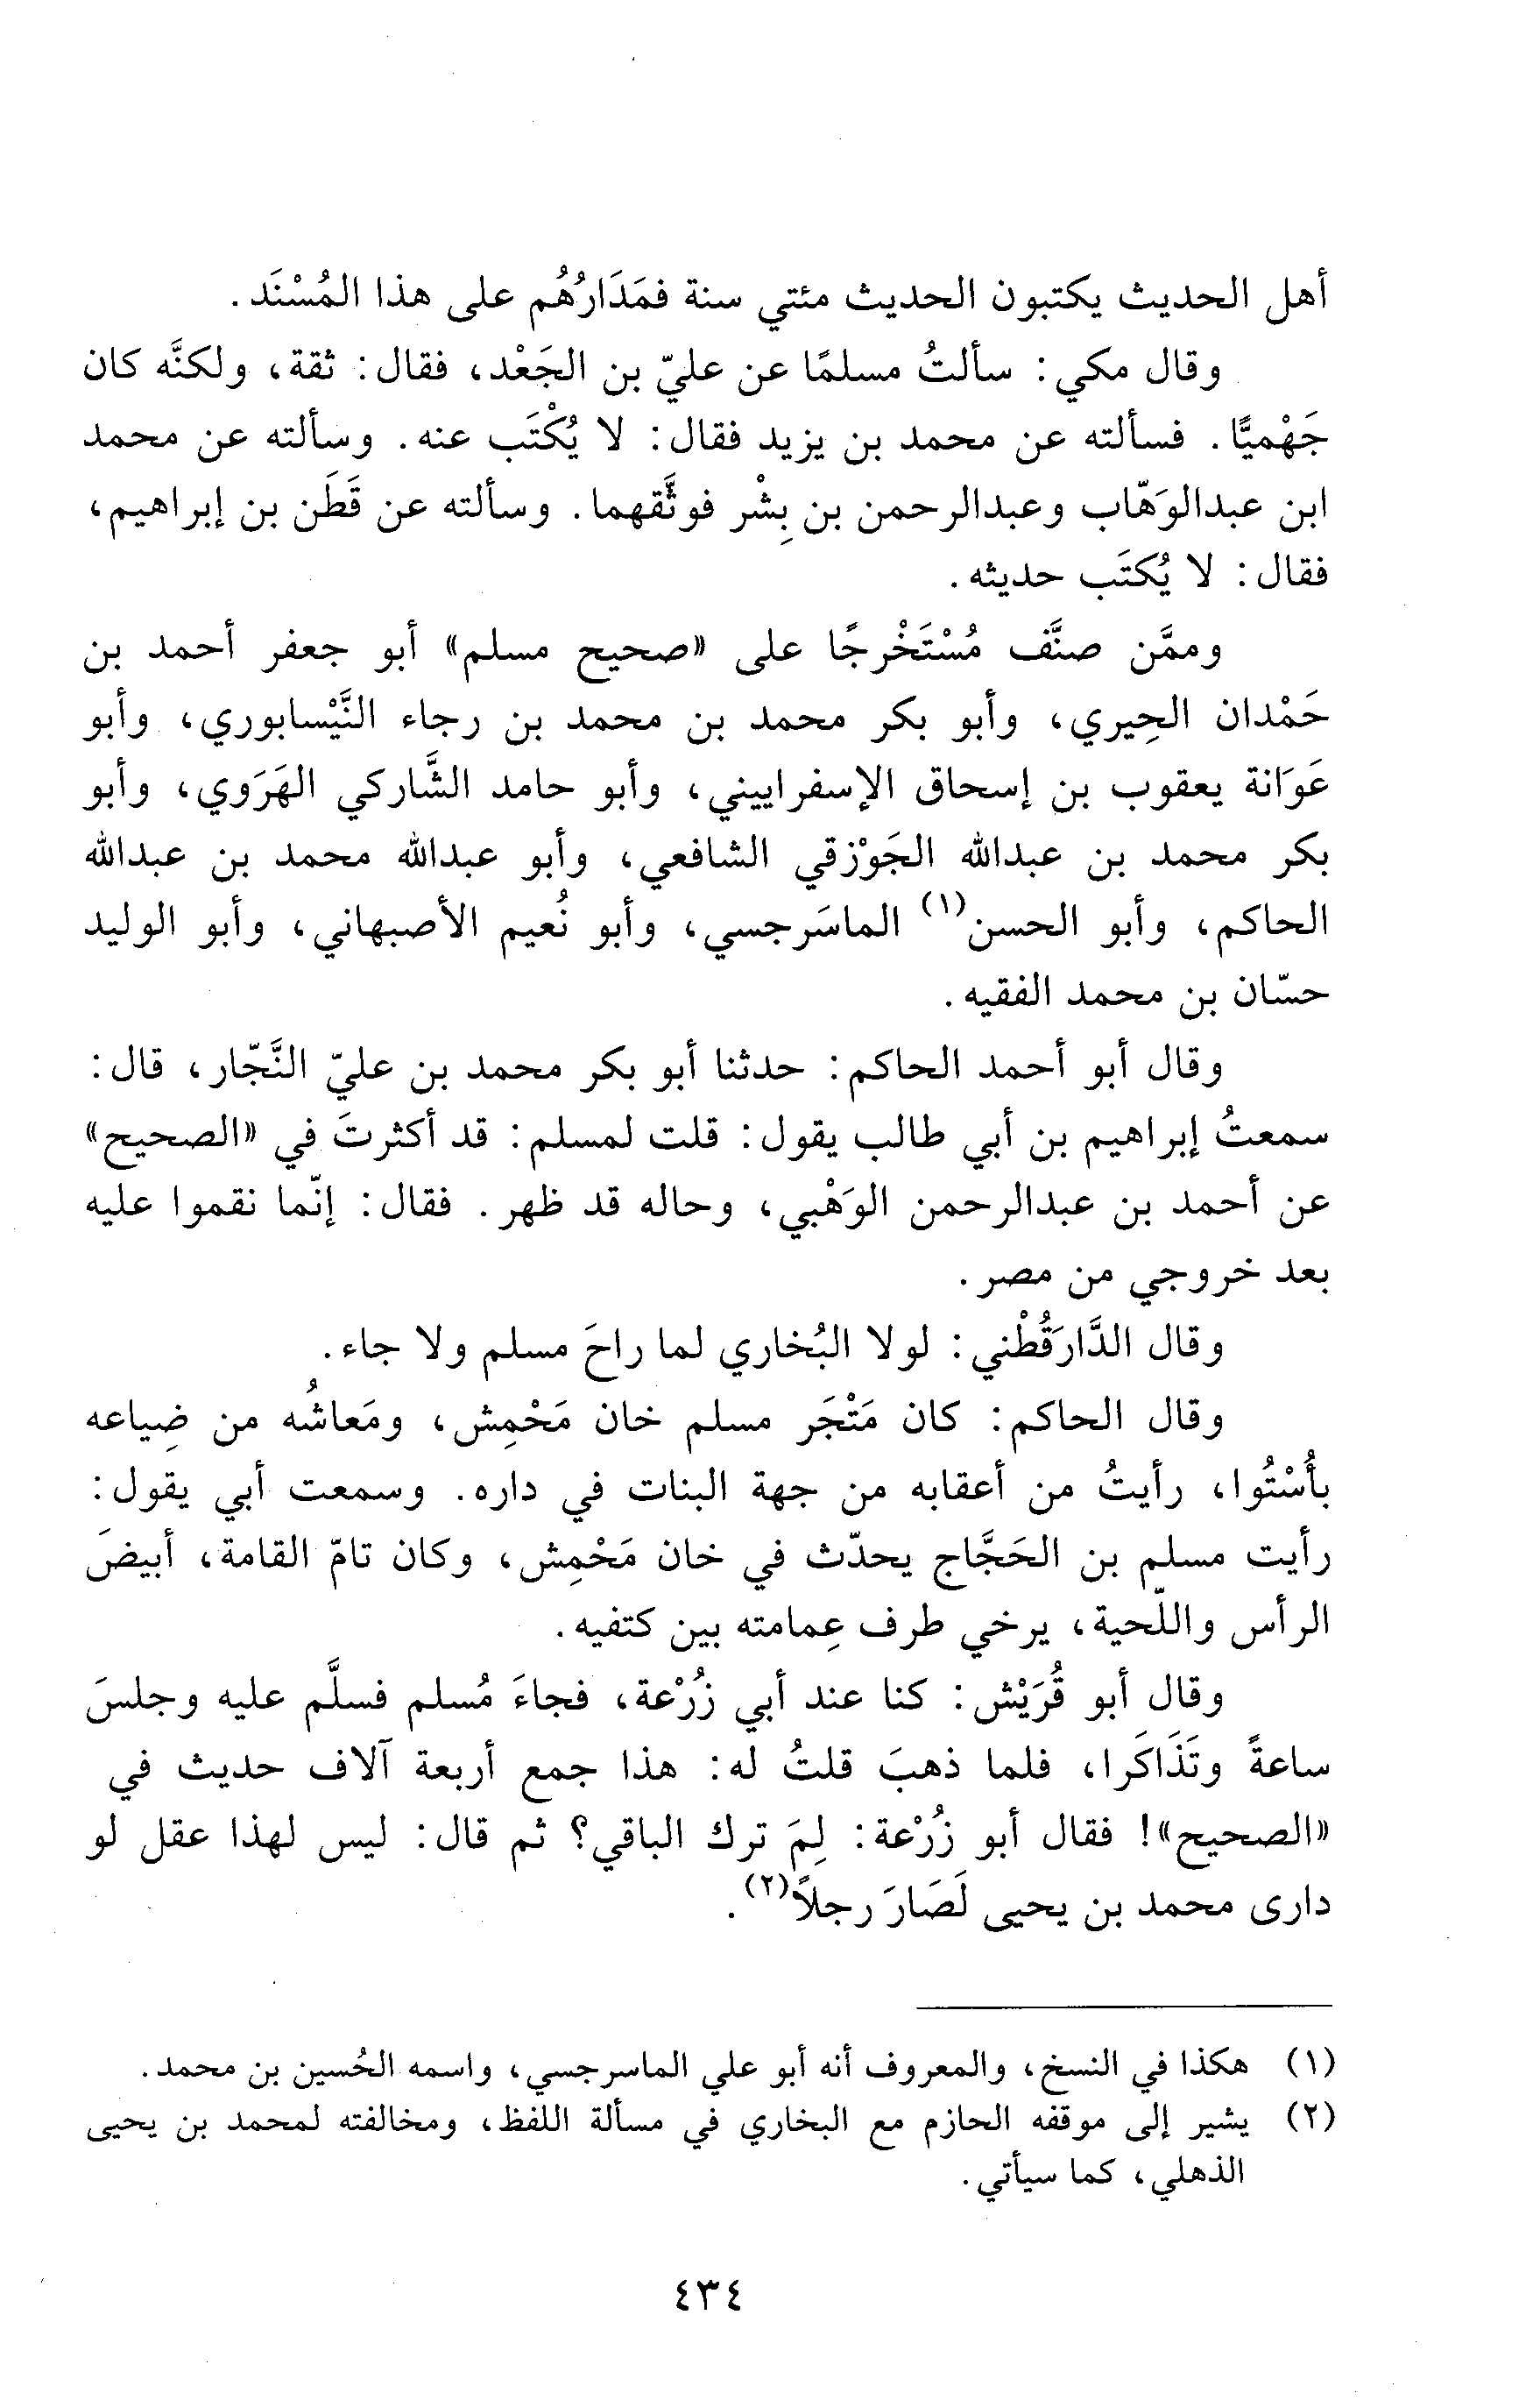 أهل الحديث يكتبون الحديث مئتي سنة فمَدَارُهُم على هذا المُسْنَد.
وقال مكي: سألتُ مسلمًا عن عليّ بن الجَعْد، فقال: ثقة، ولكنَّه كان
جَهْميًّا. فسألته عن محمد بن يزيد فقال: لا يُكْتَب عنه. وسألته عن محمد
ابن عبدالوَهّاب وعبدالرحمن بن بِشْر فوثَّقهما. وسألته عن قَطَن بن إبراهيم،
فقال: لا يُكتَب حديثه.
وممَّن صنَّف مُسْتَخْرجًا على «صحيح مسلم» أبو جعفر أحمد بن
حَمْدان الحِيري، وأبو بكر محمد بن محمد بن رجاء النَّيْسابوري، وأبو
عَوَانة يعقوب بن إسحاق الإسفراييني، وأبو حامد الشَّاركي الهَرَوي، وأبو
بكر محمد بن عبدالله الجَوْزقي الشافعي، وأبو عبدالله محمد بن عبدالله
الحاكم، وأبو الحسن(١) الماسَرجسي، وأبو نُعيم الأصبهاني، وأبو الوليد
حسّان بن محمد الفقيه.
وقال أبو أحمد الحاكم: حدثنا أبو بكر محمد بن عليّ النَّجّار، قال:
سمعتُ إبراهيم بن أبي طالب يقول: قلت لمسلم: قد أكثرتَ في «الصحيح»
عن أحمد بن عبدالرحمن الوَهْبي، وحاله قد ظهر. فقال: إنّما نقموا عليه
بعد خروجي من مصر.
وقال الدَّارَقُطْني: لولا البُخاري لما راحَ مسلم ولا جاء.
وقال الحاكم: كان مَتْجَر مسلم خان مَحْمِش، ومَعاشُه من ضِياعه
بأُسْتُوا، رأيتُ من أعقابه من جهة البنات في داره. وسمعت أبي يقول:
رأيت مسلم بن الحَجَّاج يحدّث في خان مَحْمِش، وكان تامّ القامة، أبيضَ
الرأس واللّحية، يرخي طرف عِمامته بين كتفيه.
وقال أبو قُرَيْش: كنا عند أبي زُرْعة، فجاءَ مُسلم فسلَّم عليه وجلسَ
ساعةً وتَذَاكَرا، فلما ذهبَ قلتُ له: هذا جمع أربعة آلاف حديث في
«الصحيح»! فقال أبو زُرْعة: لِمَ ترك الباقي؟ ثم قال: ليس لهذا عقل لو
دارى محمد بن يحيى لَصَارَ رجلاً(٢).
(١) هكذا في النسخ، والمعروف أنه أبو علي الماسرجسي، واسمه الحُسين بن محمد.
(٢) يشير إلى موقفه الحازم مع البخاري في مسألة اللفظ، ومخالفته لمحمد بن يحيى
الذهلي، كما سيأتي.
٤٣٤